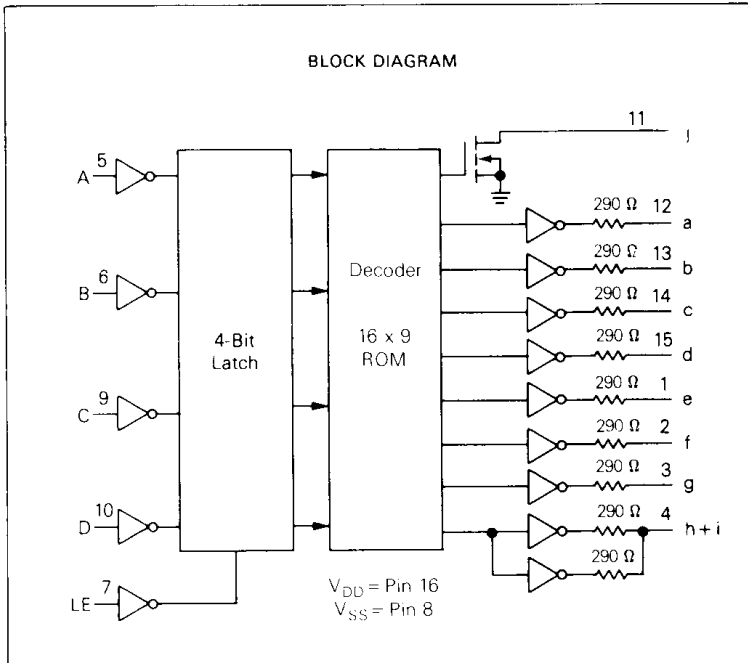 BLOCK DIAGRAM
11
j
5
A
290 Ω 12
a
290 Ω 13
b
6
B
Decoder
290 Ω 14
c
4-Bit
Latch
16 x 9
ROM
290 Ω 15
d
9
C
290 Ω 1
e
290 Ω 2
f
290 Ω 3
g
10
D
290 Ω 4
h+i
290 Ω
7
LE
VDD = Pin 16
VSS = Pin 8